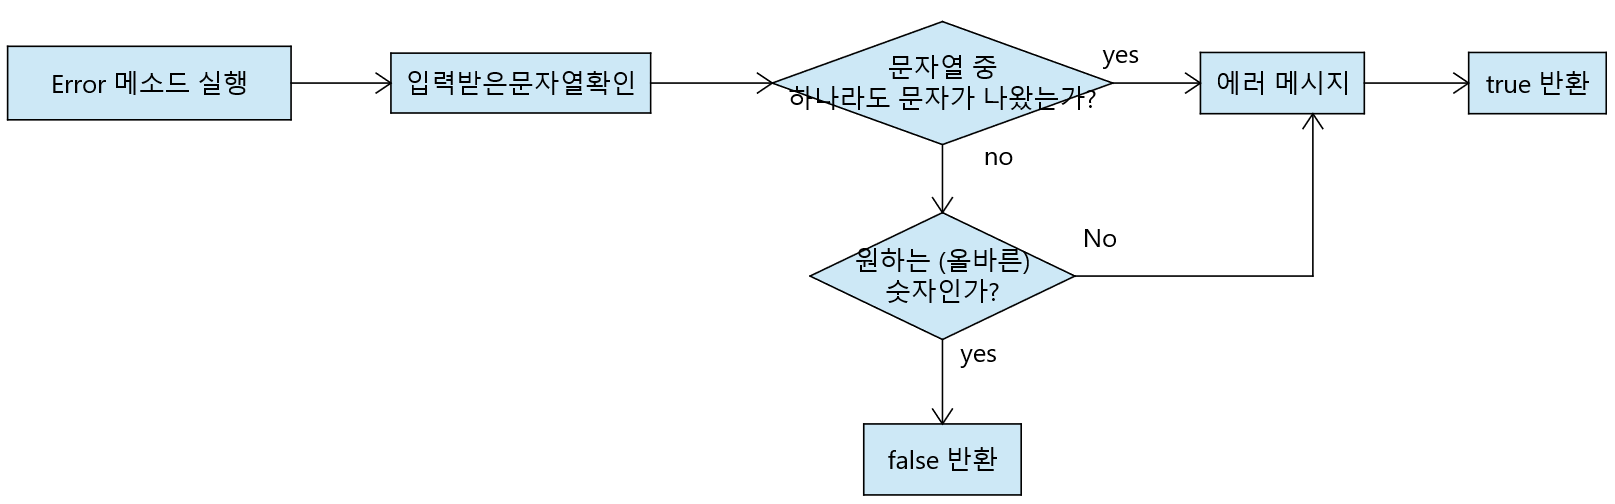 Error 메소드 실행
입력받은문자열확인
문자열 중
하나라도 문자가 나왔는가?
yes
에러 메시지
true 반환
no
원하는 (올바른)
숫자인가?
No
yes
false 반환